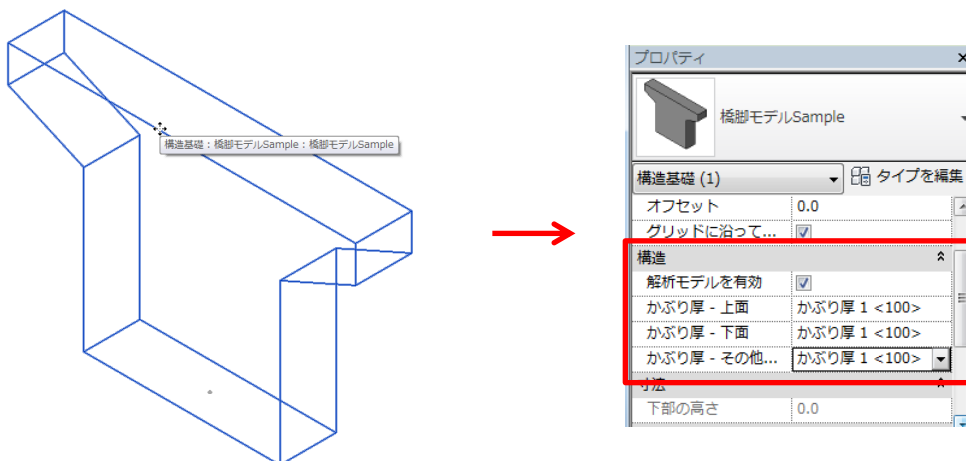 構造基礎 : 橋脚モデルSample : 橋脚モデルSample
プロパティ
橋脚モデルSample
構造基礎 (1)
タイプを編集
オフセット 0.0
グリッドに沿って...
構造
解析モデルを有効
かぶり厚 - 上面 かぶり厚 1 <100>
かぶり厚 - 下面 かぶり厚 1 <100>
かぶり厚 - その他... かぶり厚 1 <100>
寸法
下部の高さ 0.0